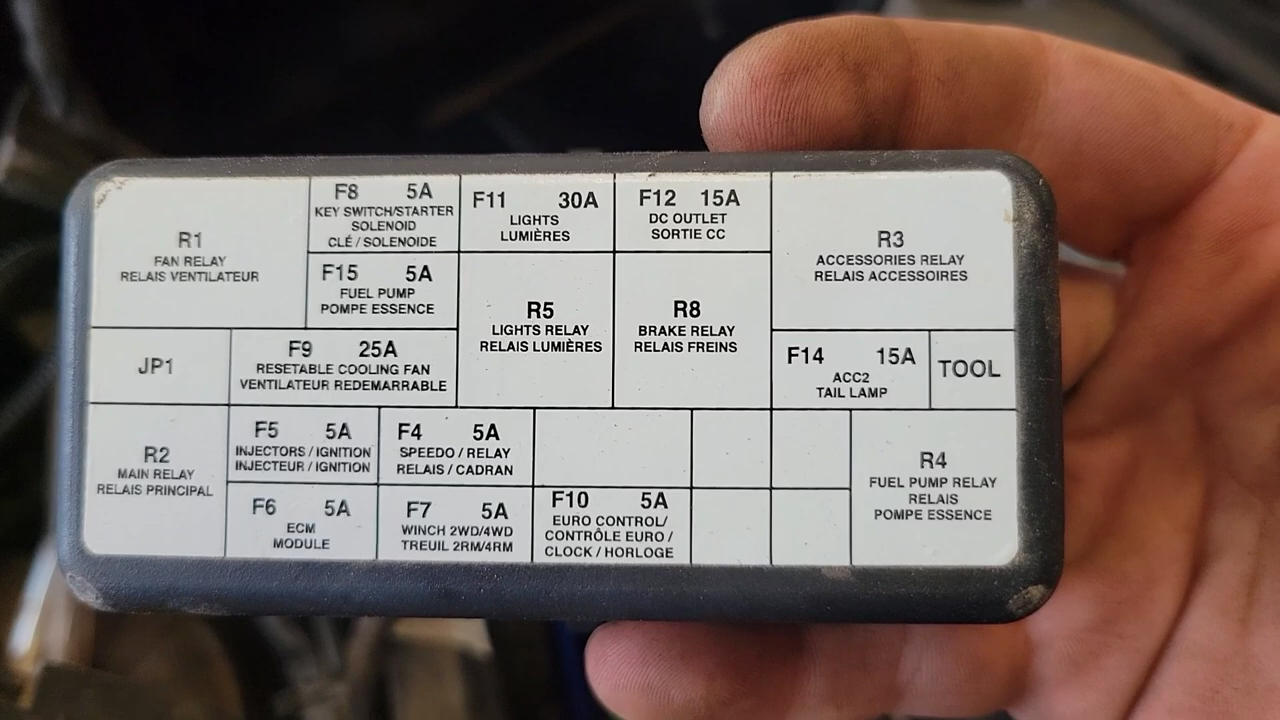 R1
FAN RELAY
RELAIS VENTILATEUR
F8 5A
KEY SWITCH/STARTER
SOLENOID
CLÉ / SOLENOIDE
F15 5A
FUEL PUMP
POMPE ESSENCE
F11 30A
LIGHTS
LUMIÈRES
F12 15A
DC OUTLET
SORTIE CC
R3
ACCESSORIES RELAY
RELAIS ACCESSOIRES
R5
LIGHTS RELAY
RELAIS LUMIÈRES
R8
BRAKE RELAY
RELAIS FREINS
JP1
F9 25A
RESETABLE COOLING FAN
VENTILATEUR REDEMARRABLE
F14 15A
ACC2
TAIL LAMP
TOOL
R2
MAIN RELAY
RELAIS PRINCIPAL
F5 5A
INJECTORS / IGNITION
INJECTEUR / IGNITION
F4 5A
SPEEDO / RELAY
RELAIS / CADRAN
R4
FUEL PUMP RELAY
RELAIS
POMPE ESSENCE
F6 5A
ECM
MODULE
F7 5A
WINCH 2WD/4WD
TREUIL 2RM/4RM
F10 5A
EURO CONTROL/
CONTRÔLE EURO /
CLOCK / HORLOGE